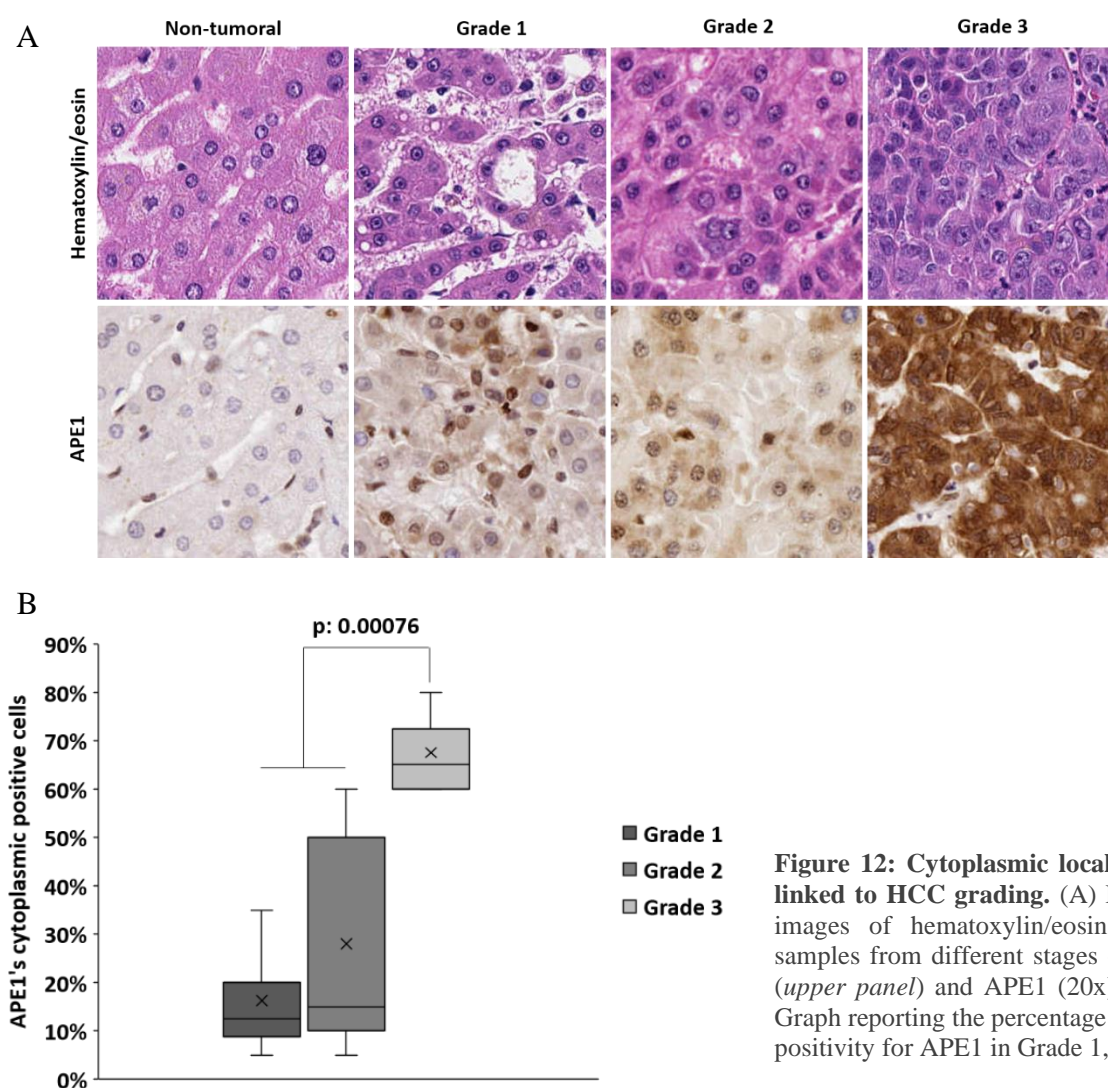 A
Non-tumoral
Grade 1
Grade 2
Grade 3
Hematoxylin/eosin
APE1
B
p: 0.00076
APE1's cytoplasmic positive cells
90%
80%
70%
60%
50%
40%
30%
20%
10%
0%
Grade 1
Grade 2
Grade 3
Figure 12: Cytoplasmic
linked to HCC grading. (A)
images of hematoxylin/eosin
samples from different stages
(upper panel) and APE1 (20x
Graph reporting the percentage
positivity for APE1 in Grade 1,